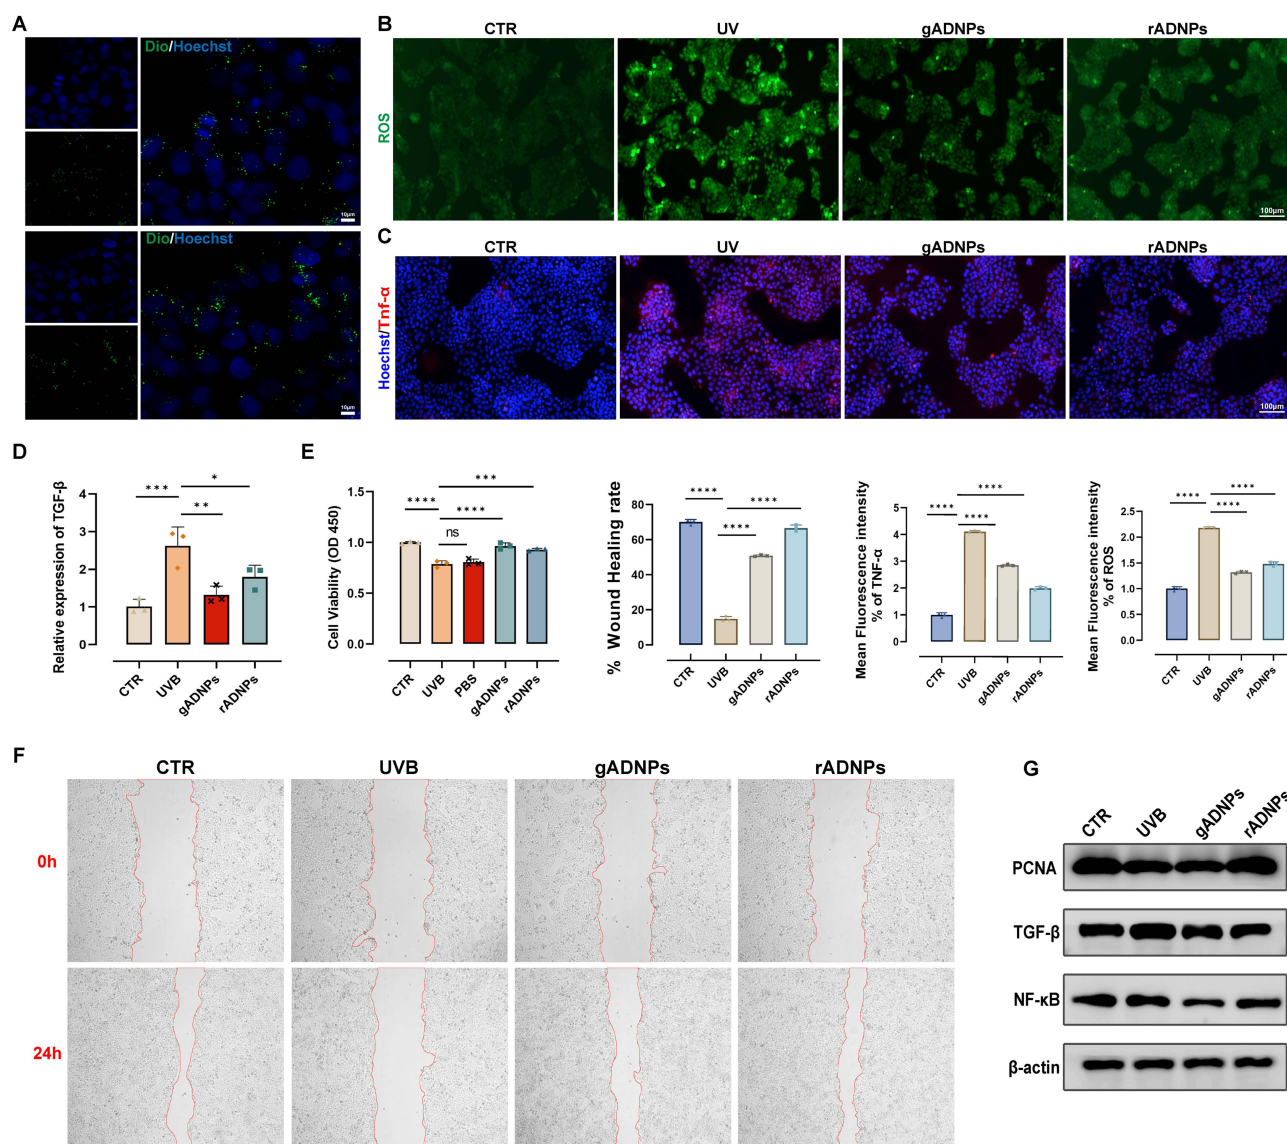 A
Dio/Hoechst
10μm
Dio/Hoechst
10μm
B
CTR
UV
gADNPs
rADNPs
ROS
100μm
C
CTR
UV
gADNPs
rADNPs
Hoechst/Tnf-α
100μm
D
Relative expression of TGF-β
4
3
2
1
0
***
*
**
CTR
UVB
gADNPs
rADNPs
E
Cell Viability (OD 450)
1.5
1.0
0.5
0.0
***
****
****
ns
CTR
UVB
PBS
gADNPs
rADNPs
% Wound Healing rate
80
60
40
20
0
****
****
****
CTR
UVB
gADNPs
rADNPs
Mean Fluorescence intensity
% of TNF-α
5
4
3
2
1
0
****
****
****
CTR
UVB
gADNPs
rADNPs
Mean Fluorescence intensity
% of ROS
2.5
2.0
1.5
1.0
0.5
0.0
****
****
****
CTR
UVB
gADNPs
rADNPs
F
CTR
UVB
gADNPs
rADNPs
0h
24h
G
CTR
UVB
gADNPs
rADNPs
PCNA
TGF-β
NF-κB
β-actin